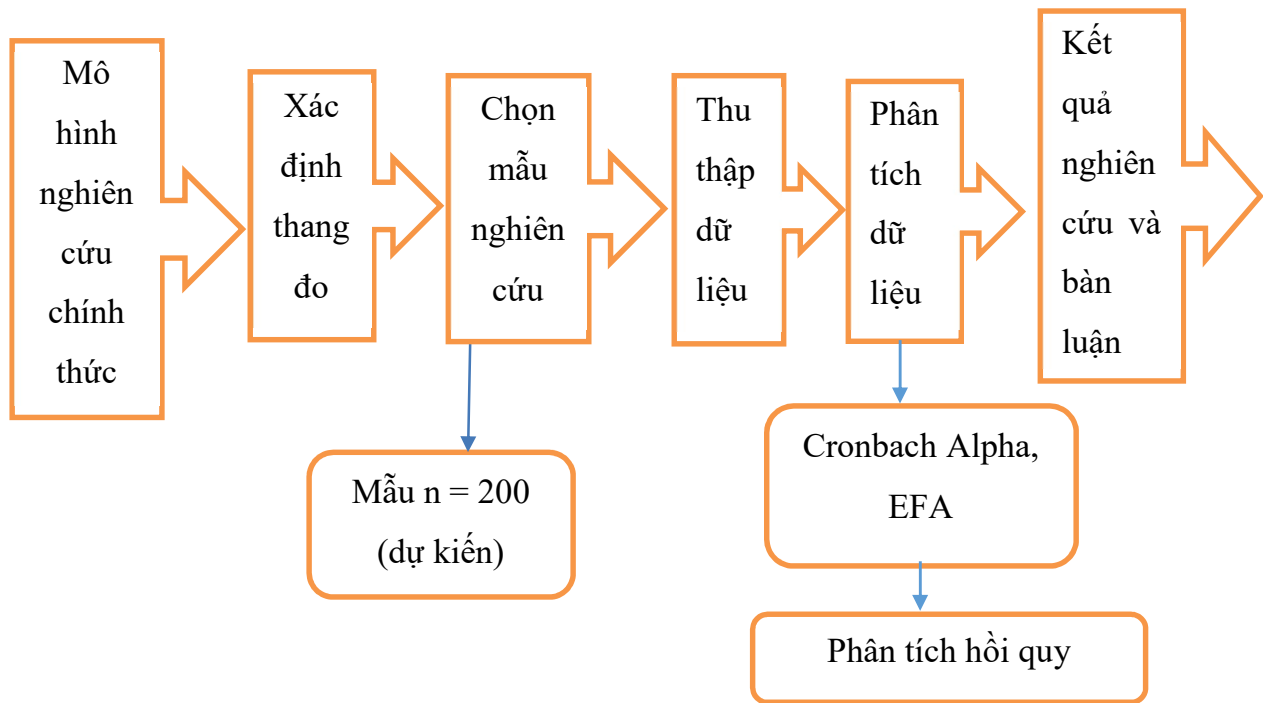 Mô
hình
nghiên
cứu
chính
thức
Xác
định
thang
đo
Chọn
mẫu
nghiên
cứu
Thu
thập
dữ
liệu
Phân
tích
dữ
liệu
Kết
quả
nghiên
cứu và
bàn
luận
Mẫu n = 200
(dự kiến)
Cronbach Alpha,
EFA
Phân tích hồi quy